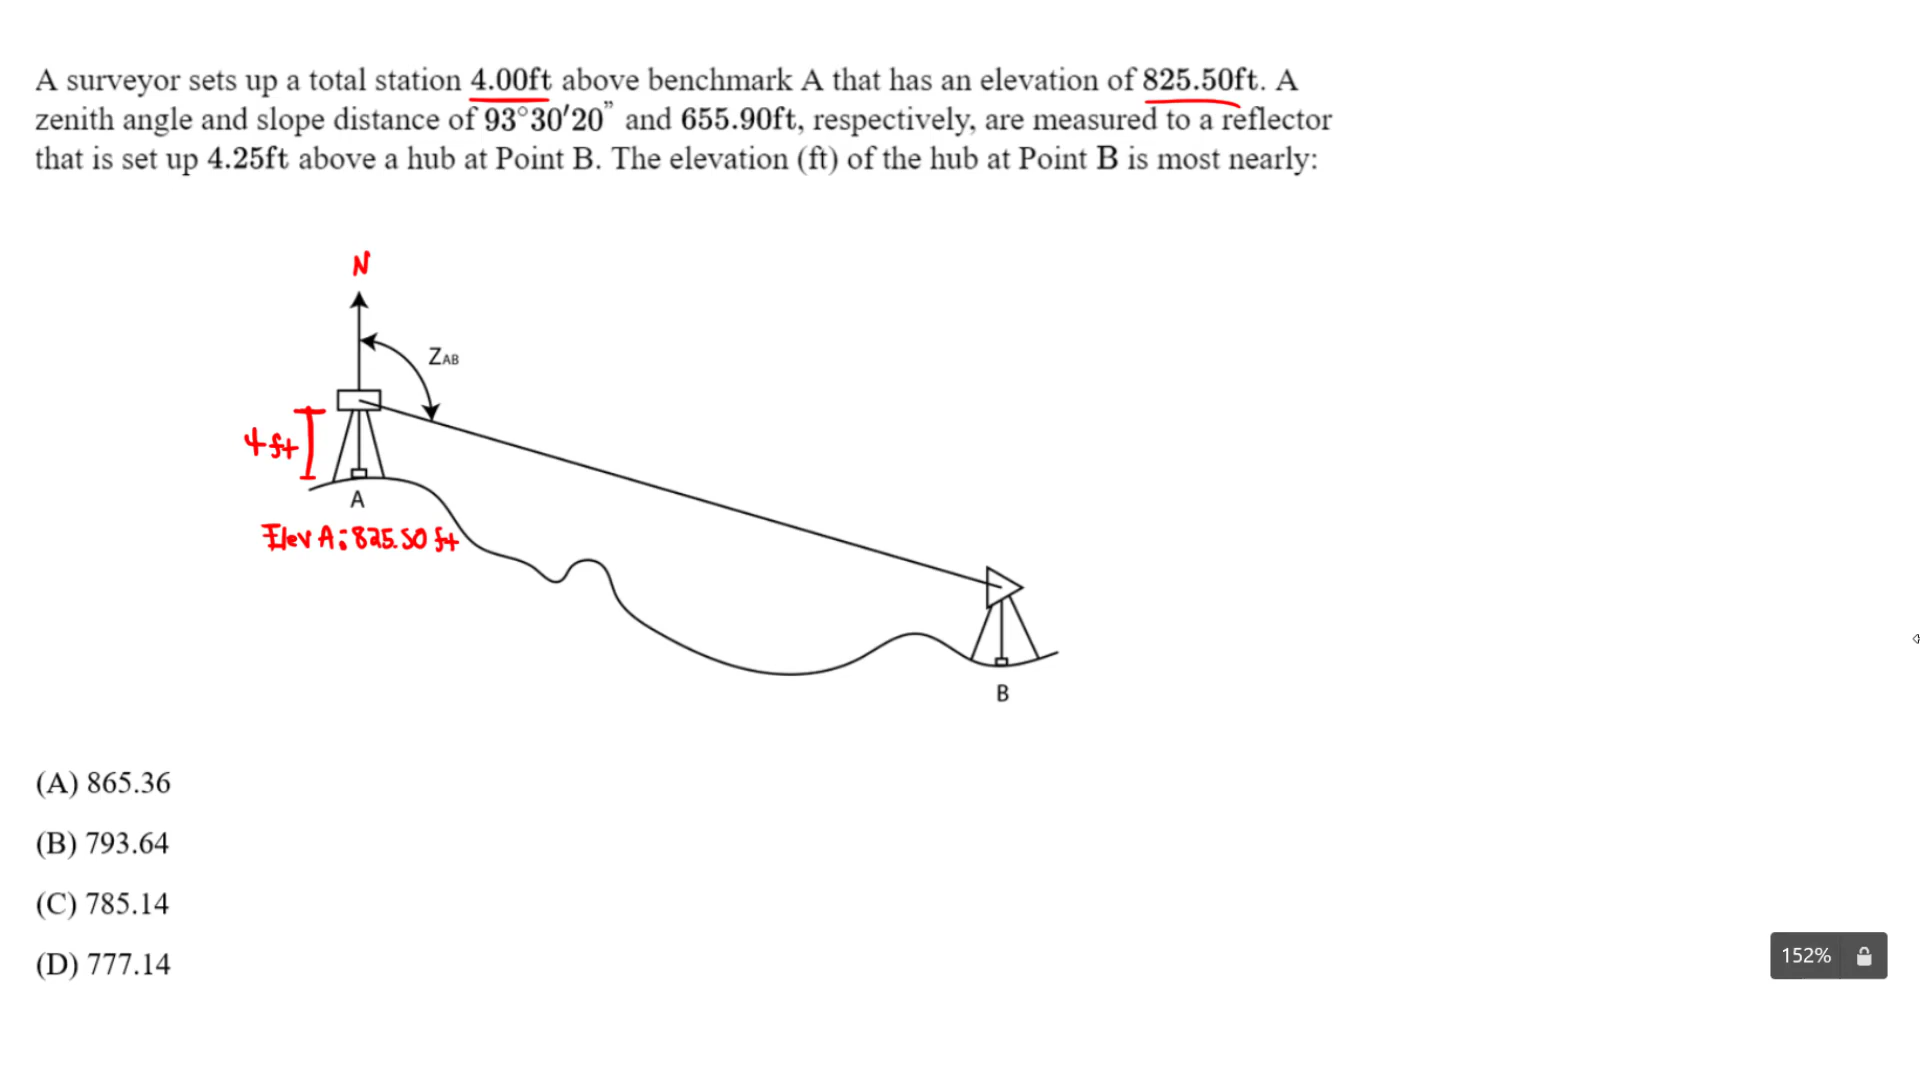 A surveyor sets up a total station 4.00ft above benchmark A that has an elevation of 825.50ft. A
zenith angle and slope distance of 93°30′20” and 655.90ft, respectively, are measured to a reflector
that is set up 4.25ft above a hub at Point B. The elevation (ft) of the hub at Point B is most nearly:
N
ZAB
4 ft
A
Elev A: 825.50 ft
B
(A) 865.36
(B) 793.64
(C) 785.14
(D) 777.14
152%